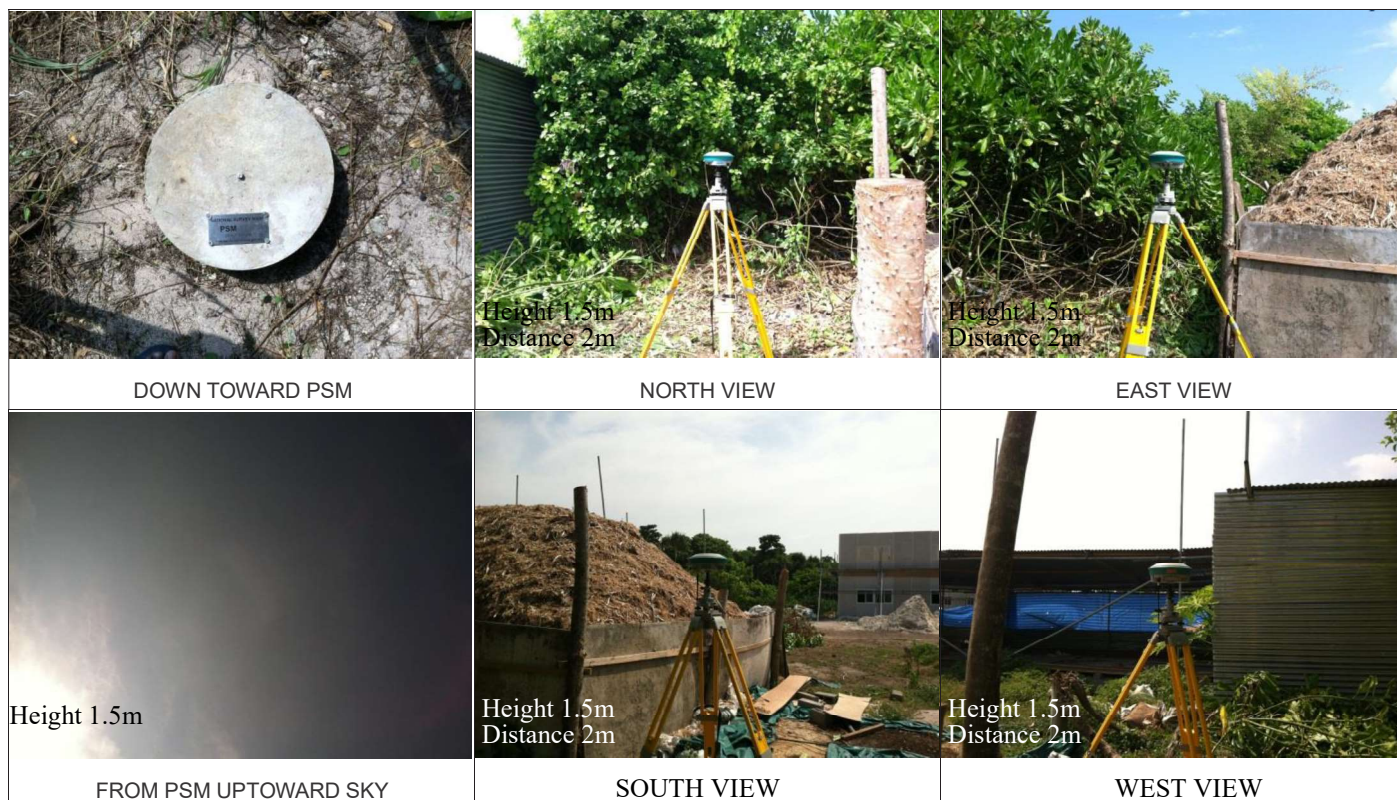 PSM
DOWN TOWARD PSM
Height 1.5m
Distance 2m
NORTH VIEW
Height 1.5m
Distance 2m
EAST VIEW
Height 1.5m
FROM PSM UPTOWARD SKY
Height 1.5m
Distance 2m
SOUTH VIEW
Height 1.5m
Distance 2m
WEST VIEW